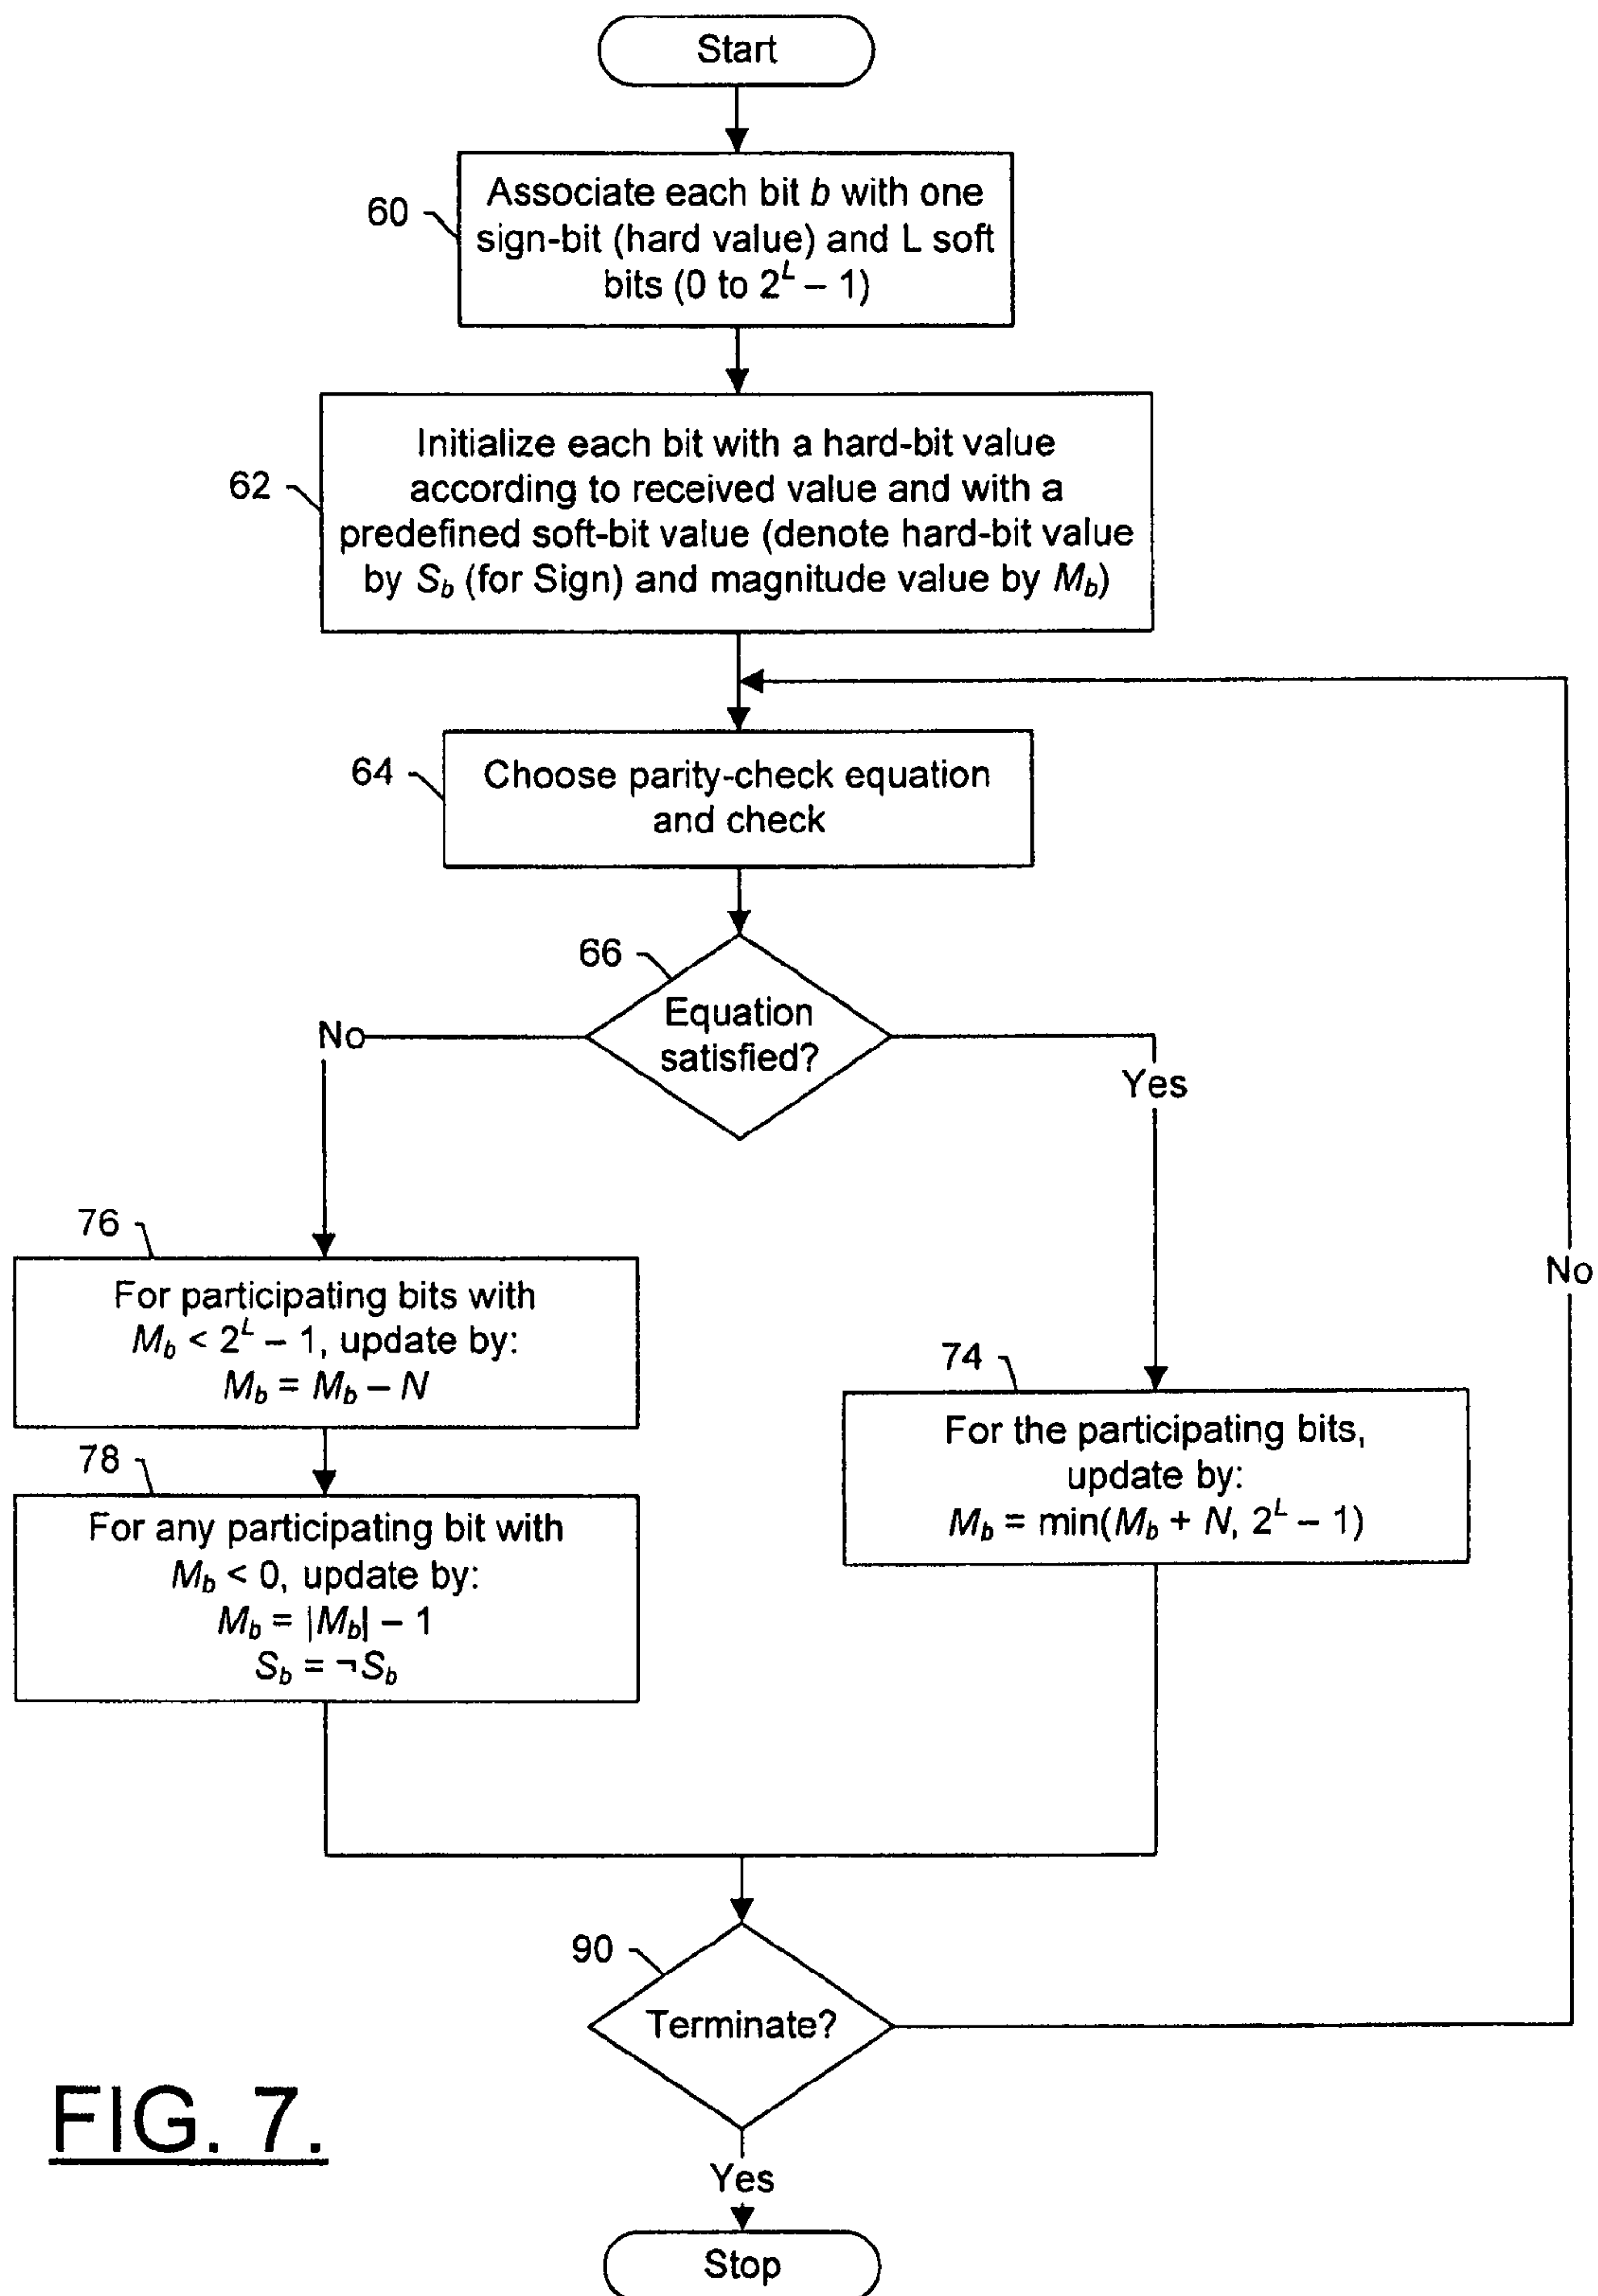 Start
60
Associate each bit b with one
sign-bit (hard value) and L soft
bits (0 to 2^L – 1)
62
Initialize each bit with a hard-bit value
according to received value and with a
predefined soft-bit value (denote hard-bit value
by S_b (for Sign) and magnitude value by M_b)
64
Choose parity-check equation
and check
66
Equation
satisfied?
No
Yes
76
For participating bits with
M_b < 2^L – 1, update by:
M_b = M_b – N
No
74
For the participating bits,
update by:
M_b = min(M_b + N, 2^L – 1)
78
For any participating bit with
M_b < 0, update by:
M_b = |M_b| – 1
S_b = ¬S_b
90
Terminate?
FIG. 7.
Yes
Stop